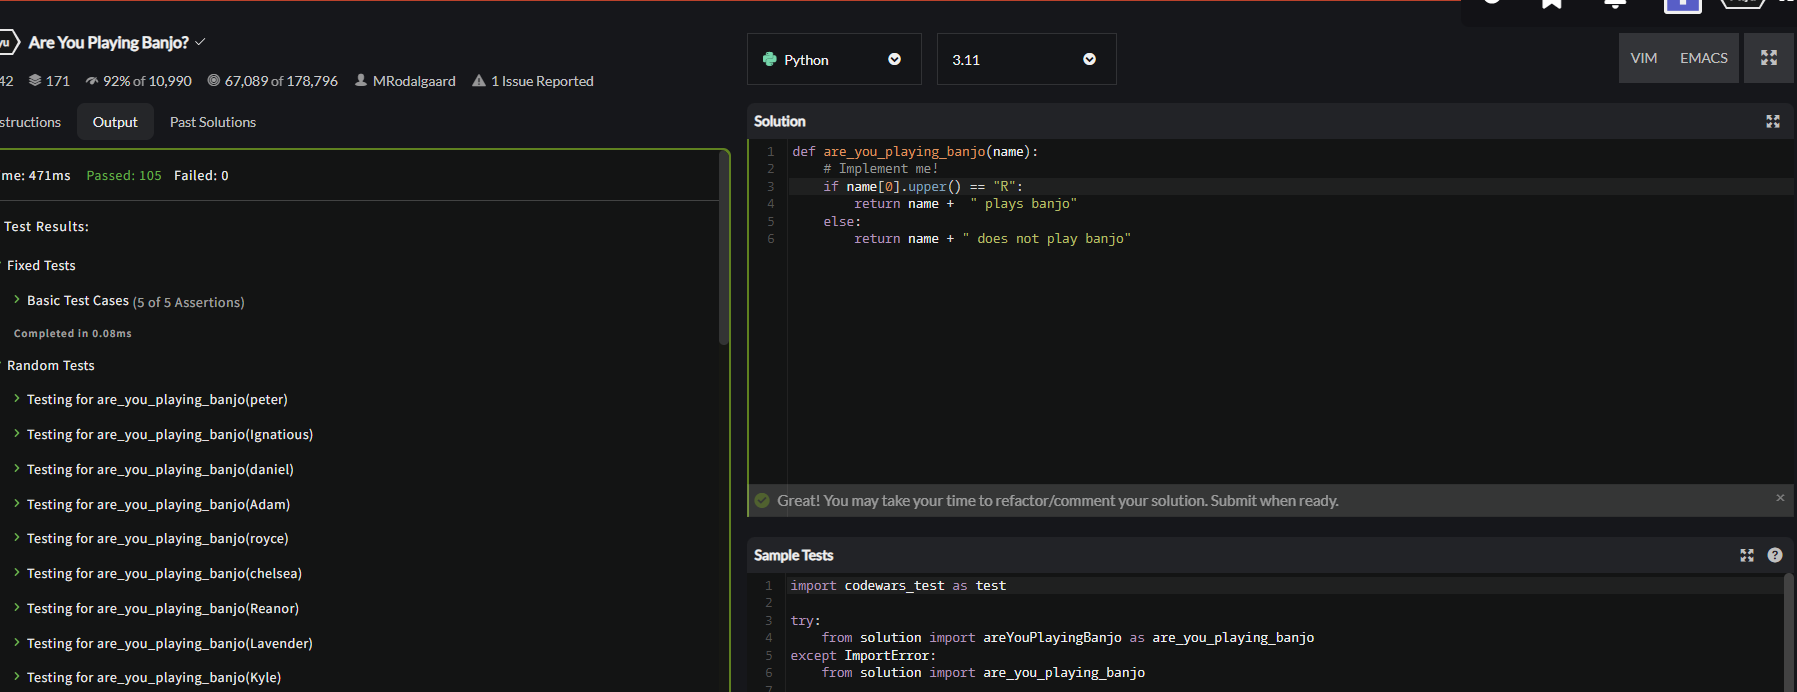 Are You Playing Banjo?
42 171 92% of 10,990 67,089 of 178,796 MRodalgaard 1 Issue Reported
structions Output Past Solutions
me: 471ms Passed: 105 Failed: 0
Test Results:
Fixed Tests
Basic Test Cases (5 of 5 Assertions)
Completed in 0.08ms
Random Tests
Testing for are_you_playing_banjo(peter)
Testing for are_you_playing_banjo(Ignatious)
Testing for are_you_playing_banjo(daniel)
Testing for are_you_playing_banjo(Adam)
Testing for are_you_playing_banjo(royce)
Testing for are_you_playing_banjo(chelsea)
Testing for are_you_playing_banjo(Reanor)
Testing for are_you_playing_banjo(Lavender)
Testing for are_you_playing_banjo(Kyle)
Python 3.11 VIM EMACS
Solution
1 def are_you_playing_banjo(name):
2 # Implement me!
3 if name[0].upper() == "R":
4 return name + " plays banjo"
5 else:
6 return name + " does not play banjo"
Great! You may take your time to refactor/comment your solution. Submit when ready.
Sample Tests
1 import codewars_test as test
2
3 try:
4 from solution import areYouPlayingBanjo as are_you_playing_banjo
5 except ImportError:
6 from solution import are_you_playing_banjo
7